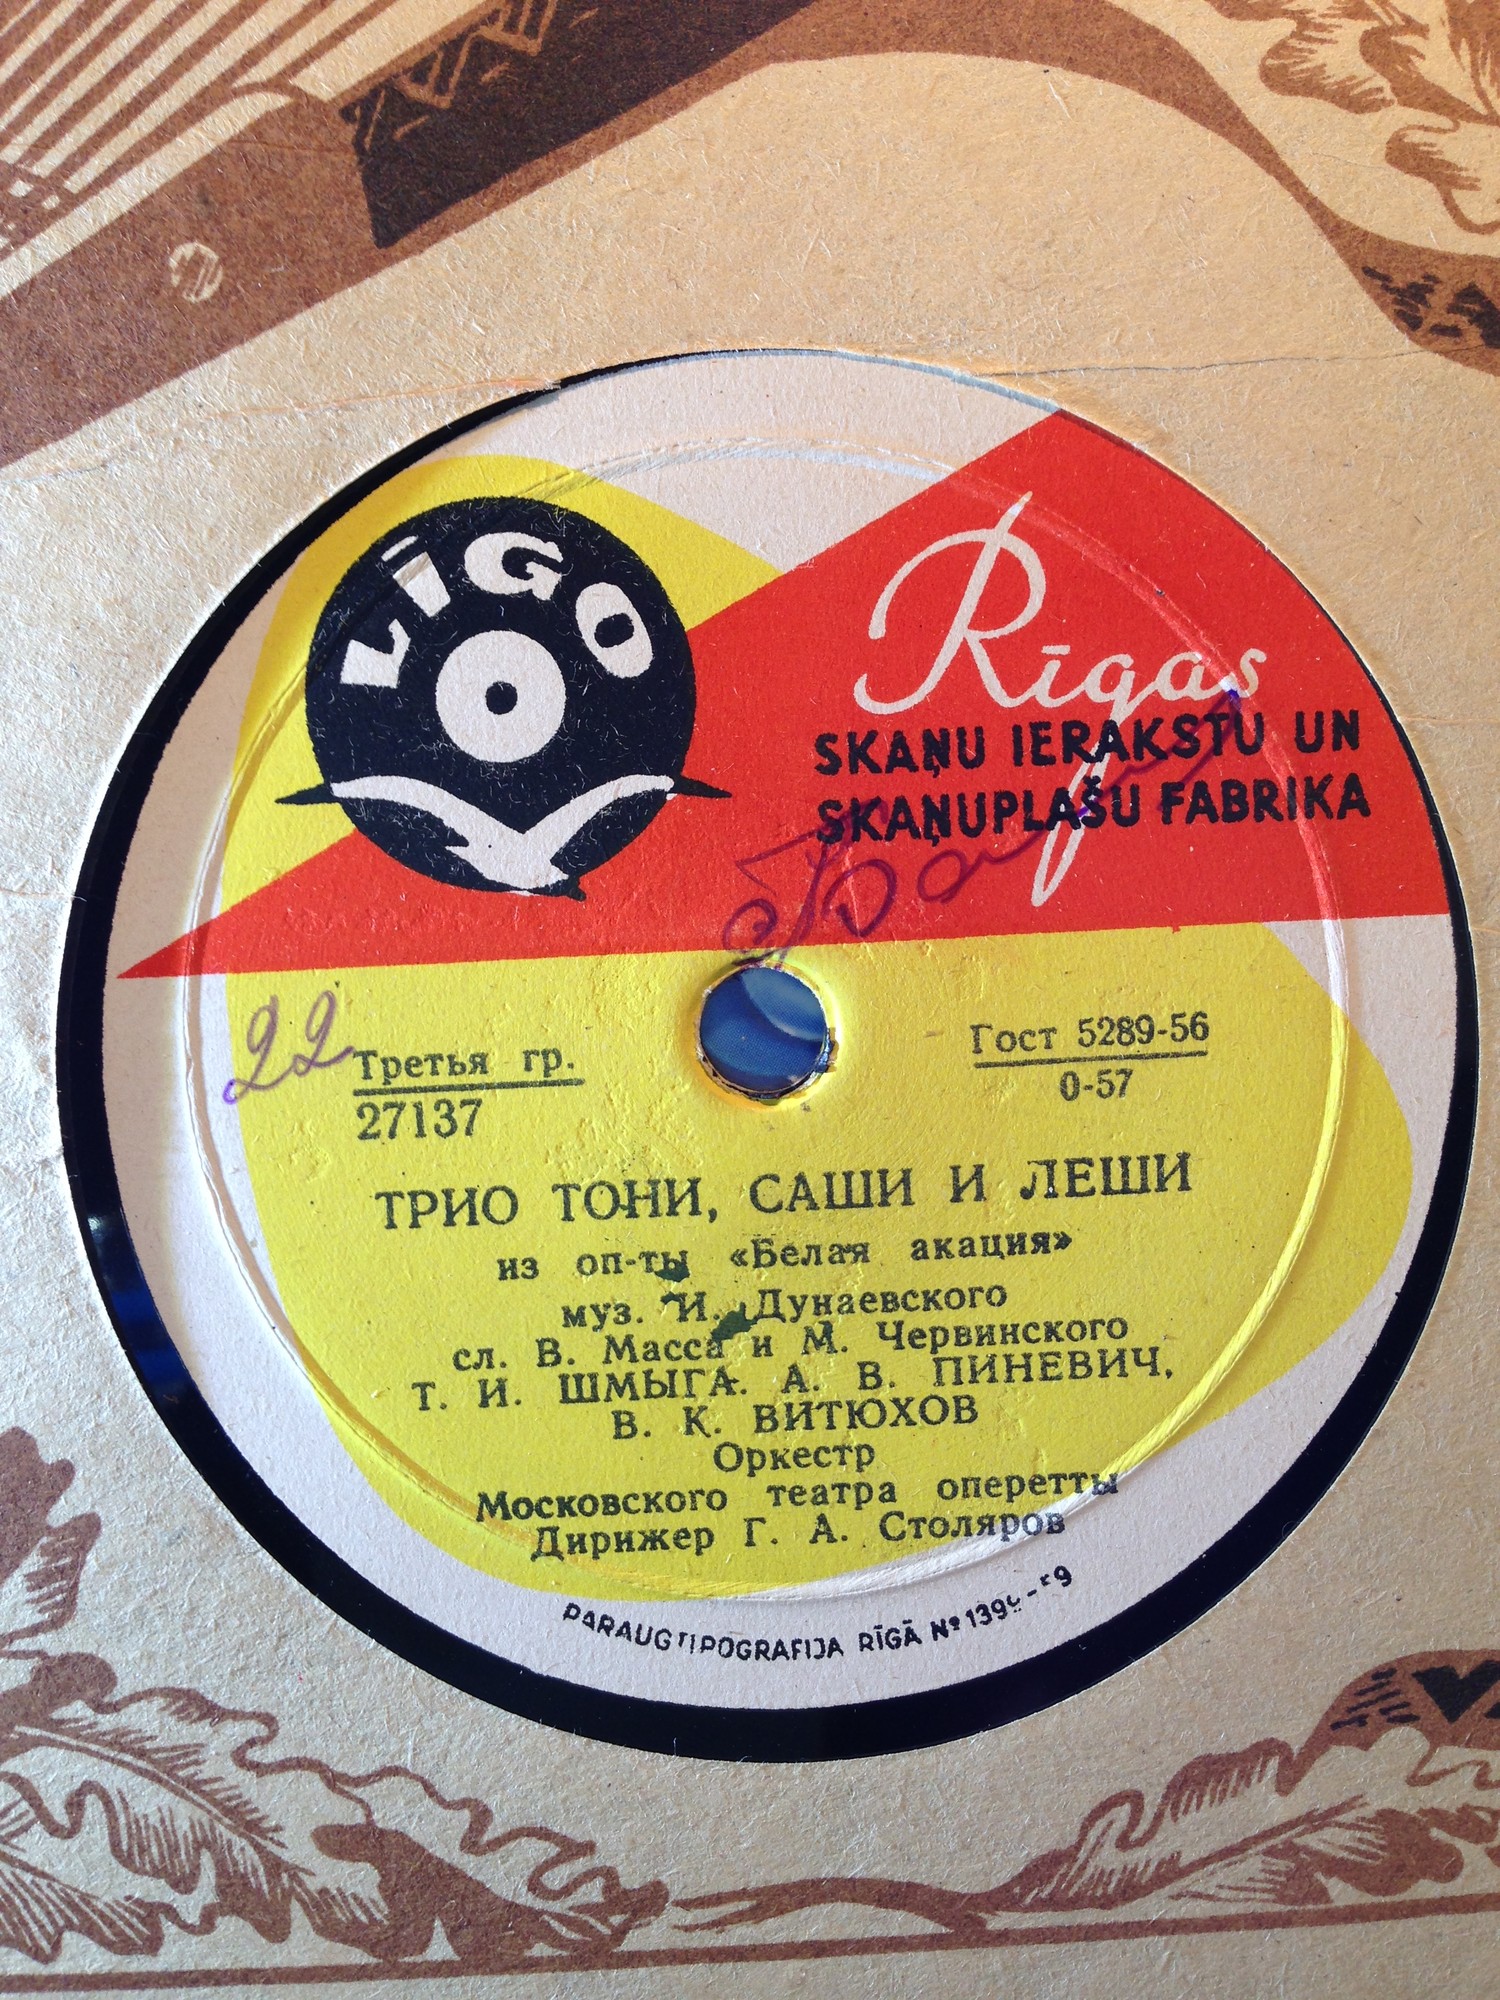 LĪGO
Rīgas
SKAŅU IERAKSTU UN
SKAŅUPLAŠU FABRIKA
22
Третья гр.
27137
Гост 5289-56
0-57
ТРИО ТОНИ, САШИ И ЛЕШИ
из оп-ты «Белая акация»
муз. И. Дунаевского
сл. В. Масса и М. Червинского
Т. И. ШМЫГА. А. В. ПИНЕВИЧ,
В. К. ВИТЮХОВ
Оркестр
Московского театра оперетты
Дирижер Г. А. Столяров
PARAUGTIPOGRAFIJA RĪGĀ №